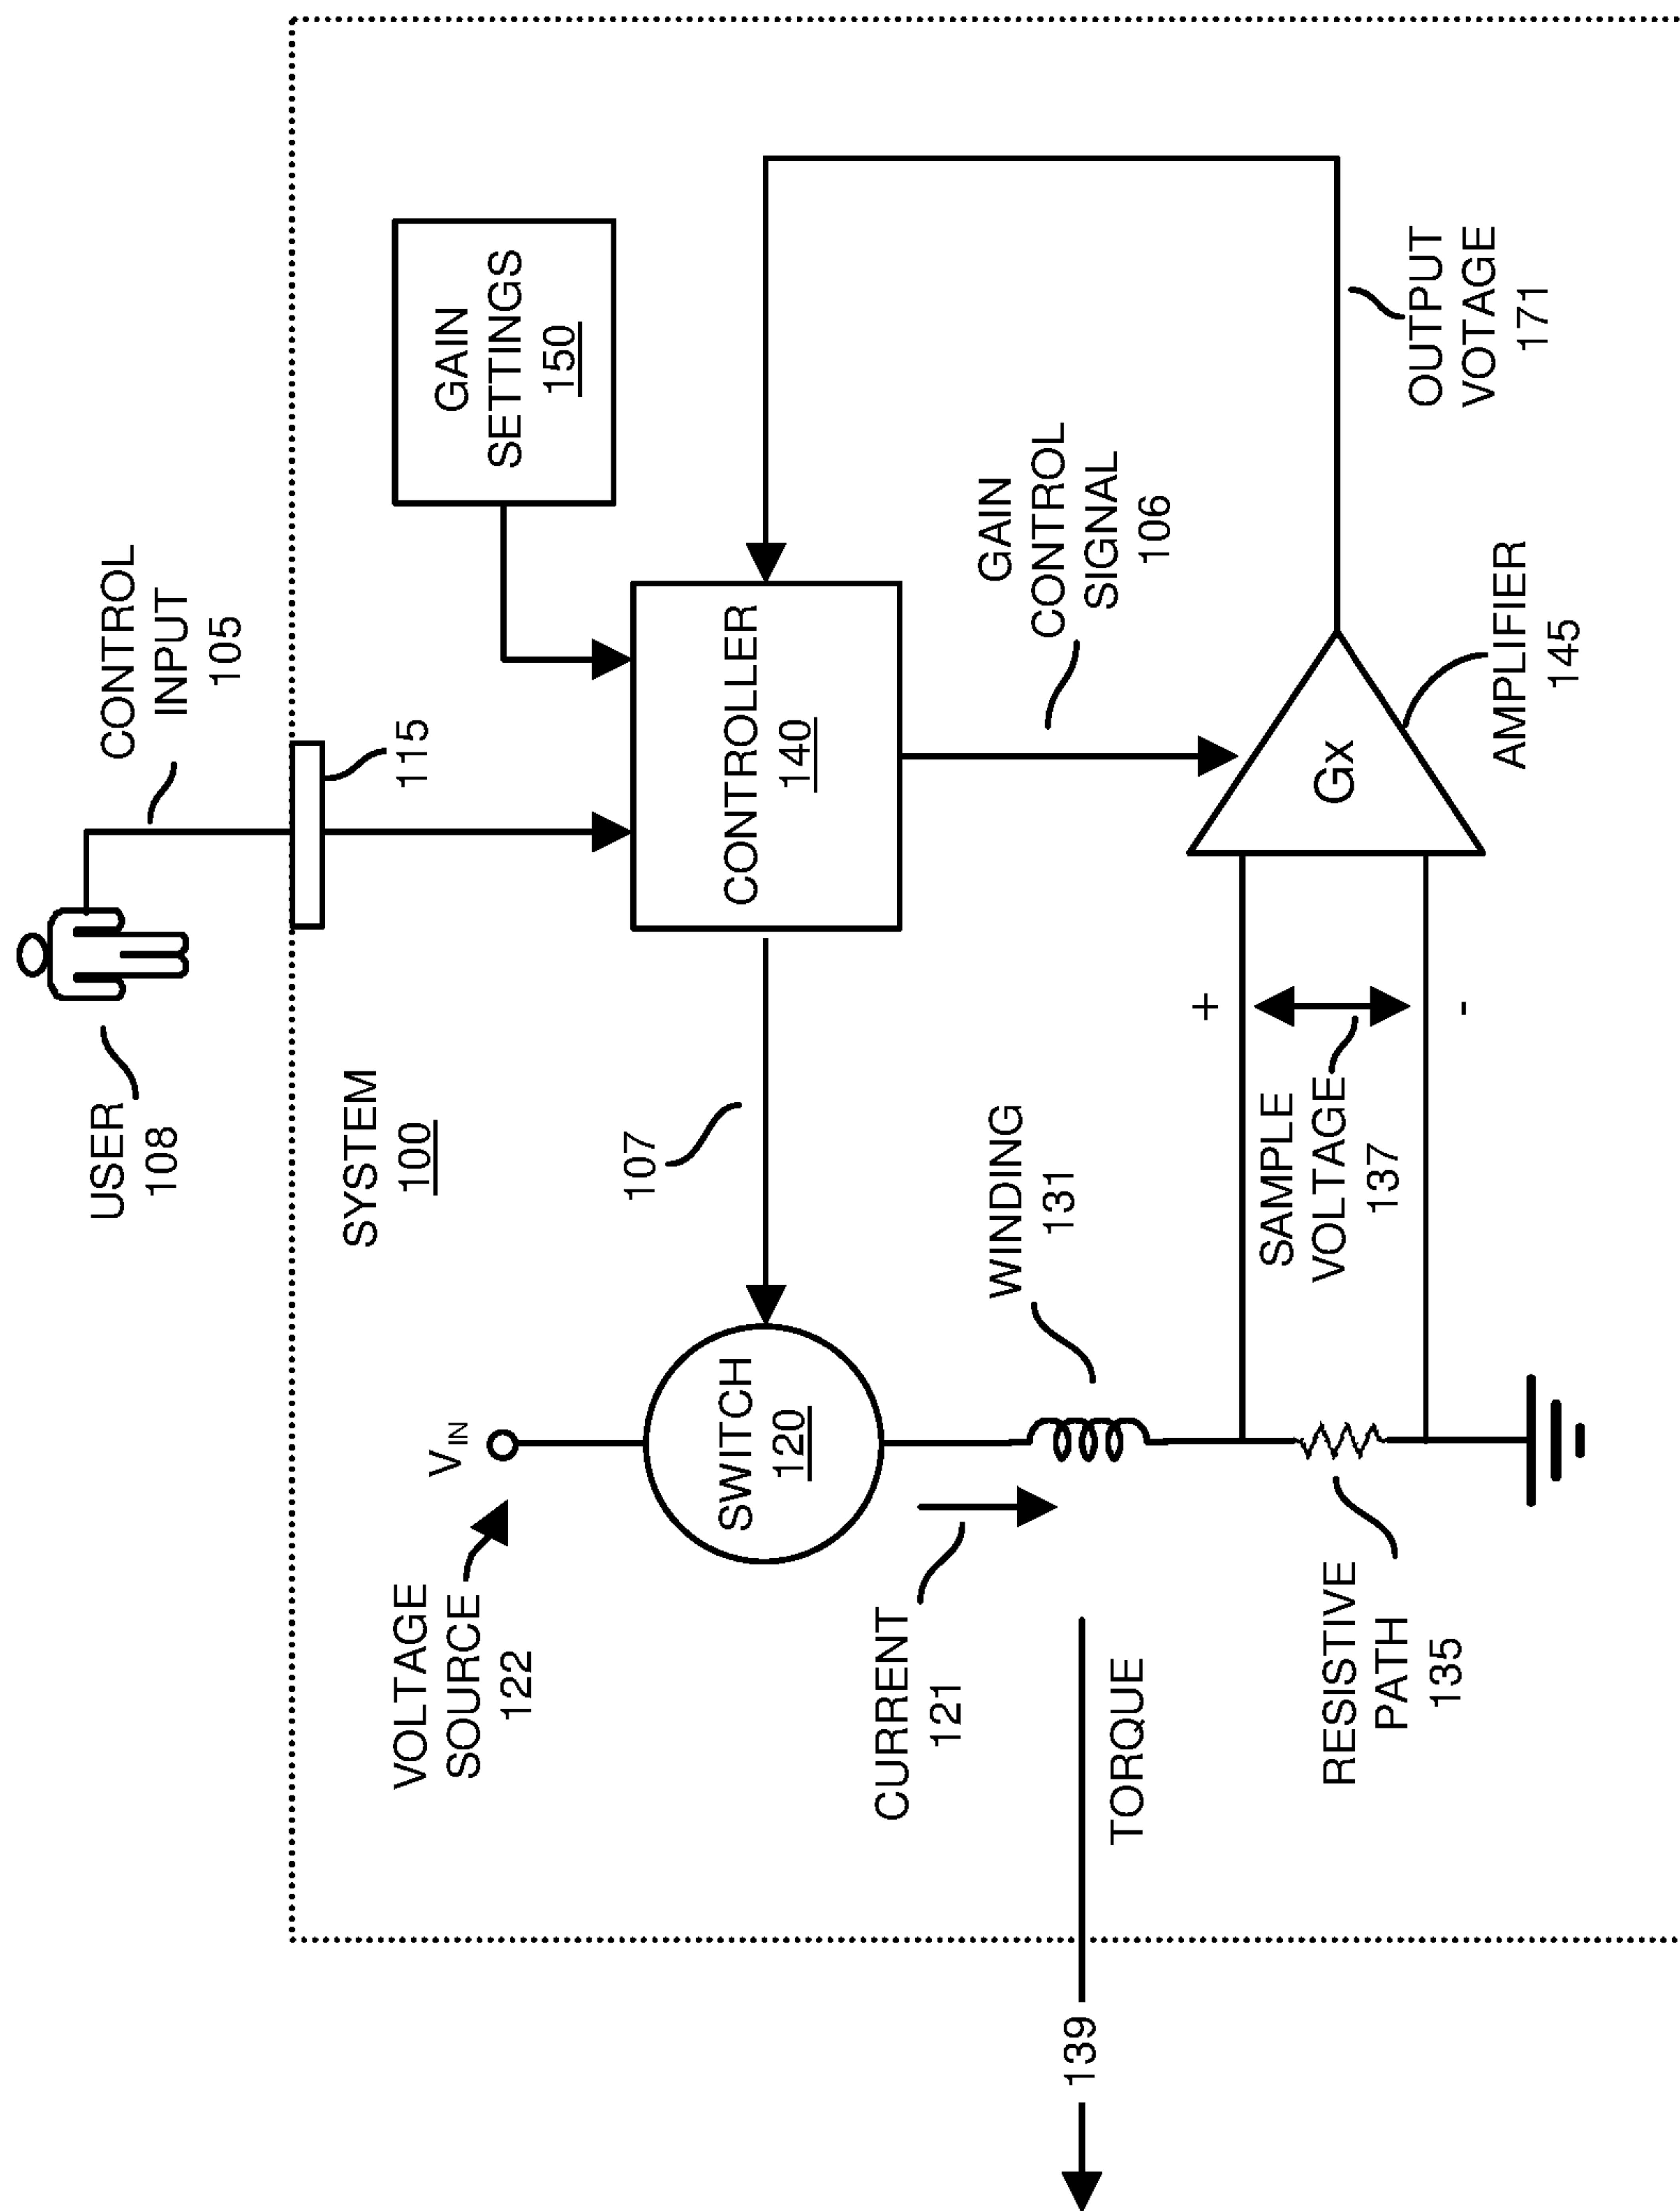 USER
108
CONTROL
INPUT
105
SYSTEM
100
115
VOLTAGE
SOURCE
122
VIN
GAIN
SETTINGS
150
SWITCH
120
107
CONTROLLER
140
CURRENT
121
WINDING
131
GAIN
CONTROL
SIGNAL
106
139
TORQUE
RESISTIVE
PATH
135
SAMPLE
VOLTAGE
137
+
-
Gx
AMPLIFIER
145
OUTPUT
VOTAGE
171